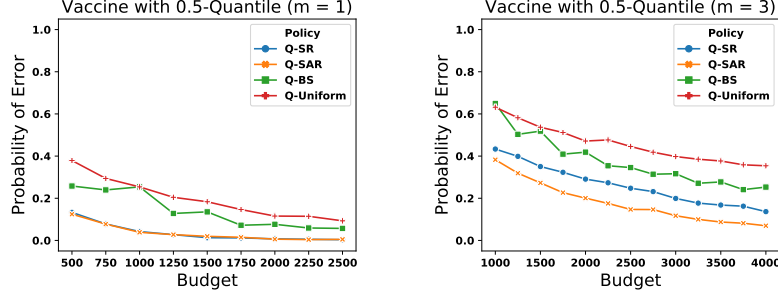 Vaccine with 0.5-Quantile (m = 1)
Probability of Error
1.0
0.8
0.6
0.4
0.2
0.0
Policy
Q-SR
Q-SAR
Q-BS
Q-Uniform
500 750 1000 1250 1500 1750 2000 2250 2500
Budget
Vaccine with 0.5-Quantile (m = 3)
Probability of Error
1.0
0.8
0.6
0.4
0.2
0.0
Policy
Q-SR
Q-SAR
Q-BS
Q-Uniform
1000 1500 2000 2500 3000 3500 4000
Budget